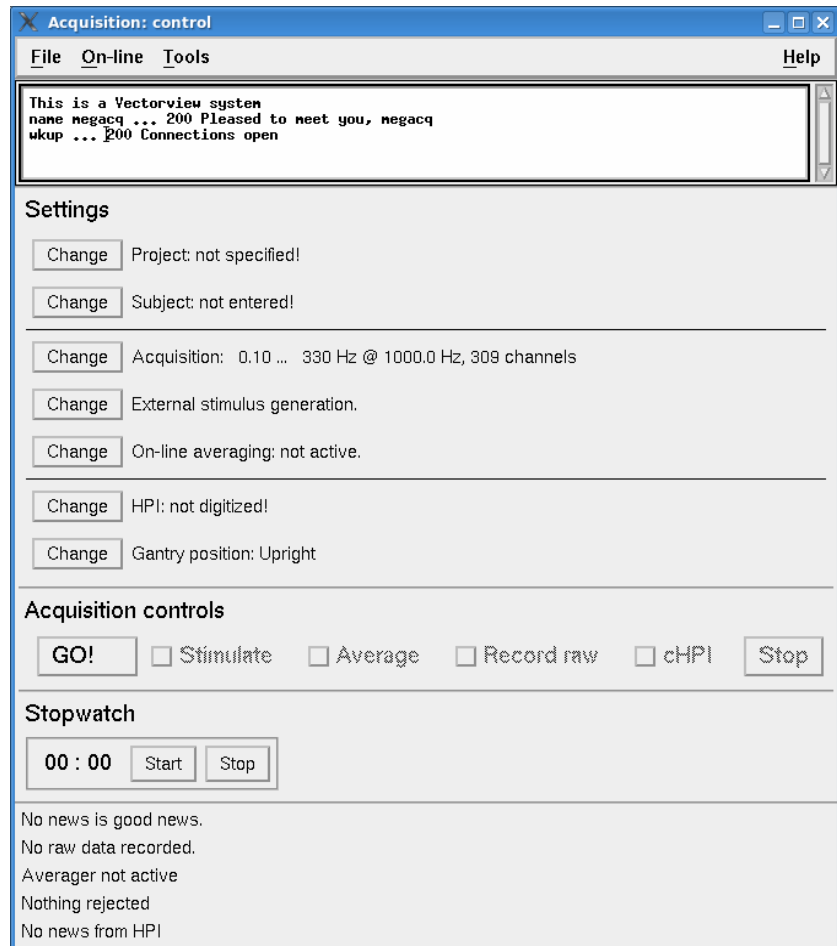 Acquisition: control
File On-line Tools Help
This is a Vectorview system
name megacq ... 200 Pleased to meet you, megacq
wkup ... 200 Connections open
Settings
Change Project: not specified!
Change Subject: not entered!
Change Acquisition: 0.10 ... 330 Hz @ 1000.0 Hz, 309 channels
Change External stimulus generation.
Change On-line averaging: not active.
Change HPI: not digitized!
Change Gantry position: Upright
Acquisition controls
GO! Stimulate Average Record raw cHPI Stop
Stopwatch
00 : 00 Start Stop
No news is good news.
No raw data recorded.
Averager not active
Nothing rejected
No news from HPI